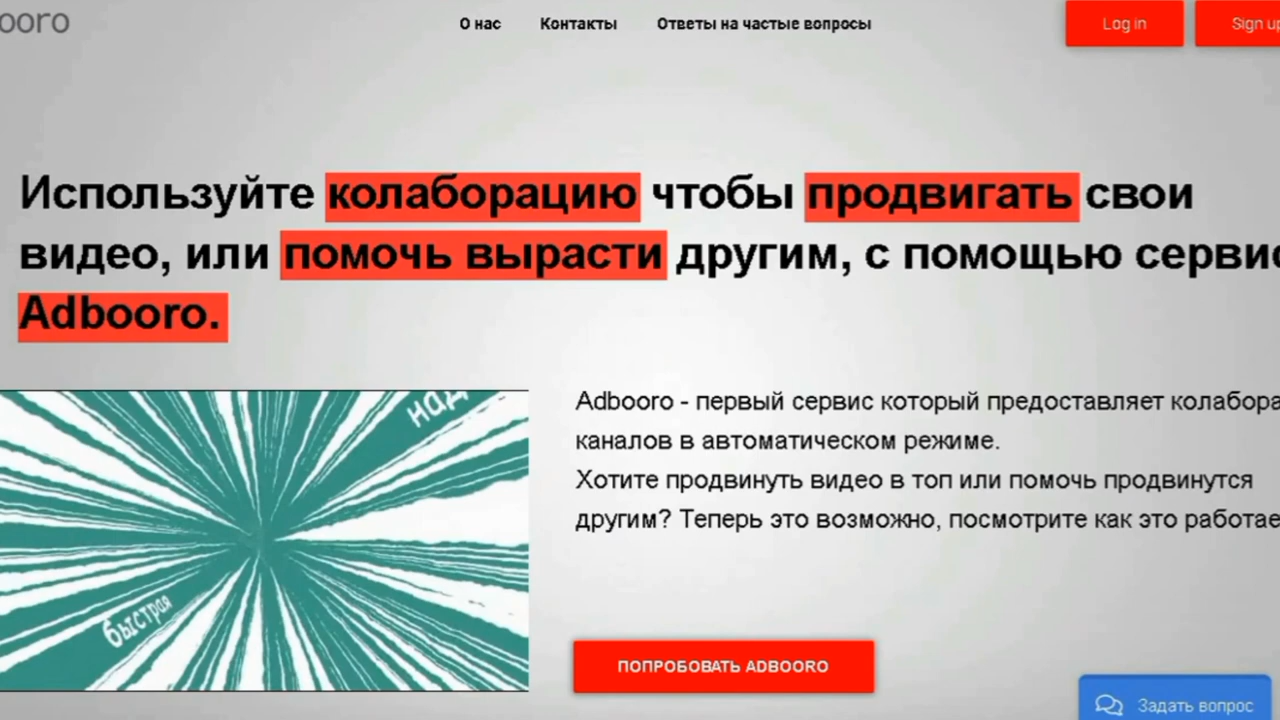 ooro
О нас Контакты Ответы на частые вопросы
Log in Sign up
Используйте колаборацию чтобы продвигать свои
видео, или помочь вырасти другим, с помощью сервис
Adbooro.
над
быстрая
Adbooro - первый сервис который предоставляет колабора
каналов в автоматическом режиме.
Хотите продвинуть видео в топ или помочь продвинутся
другим? Теперь это возможно, посмотрите как это работае
ПОПРОБОВАТЬ ADBOORO
Задать вопрос